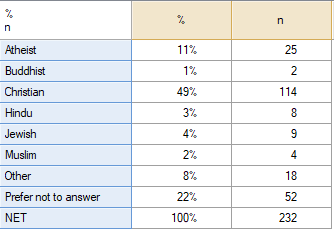 %
n
% n
Atheist 11% 25
Buddhist 1% 2
Christian 49% 114
Hindu 3% 8
Jewish 4% 9
Muslim 2% 4
Other 8% 18
Prefer not to answer 22% 52
NET 100% 232